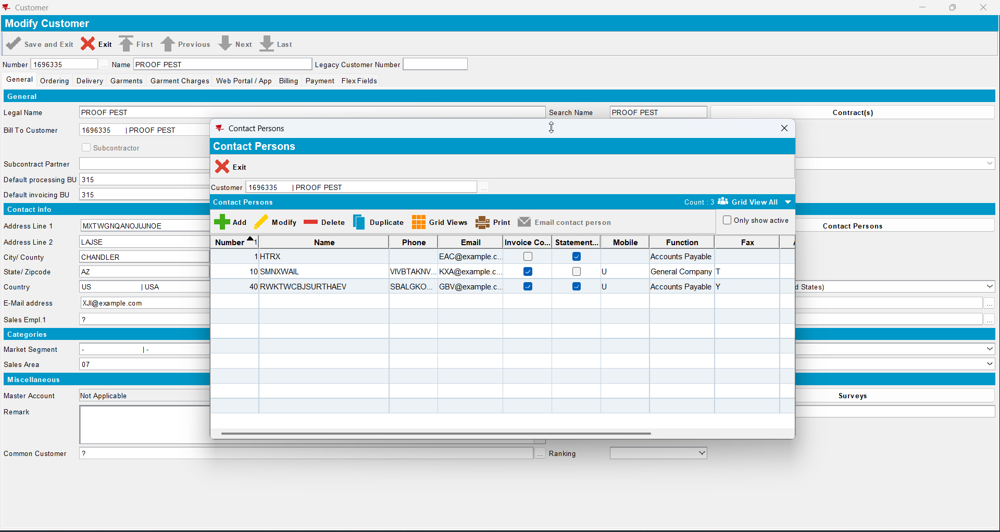 Customer
Modify Customer
Save and Exit Exit First Previous Next Last
Number 1696335 ... Name PROOF PEST Legacy Customer Number
General Ordering Delivery Garments Garment Charges Web Portal / App Billing Payment FlexFields
General
Legal Name PROOF PEST Search Name PROOF PEST Contract(s)
Bill To Customer 1696335 | PROOF PEST
Subcontractor
Subcontract Partner
Default processing BU 315
Default invoicing BU 315
Contact info
Address Line 1 MXTWGNQANOJUJNOE Contact Persons
Address Line 2 LAJSE
City/ County CHANDLER
State/ Zipcode AZ
Country US | USA d States)
E-Mail address XJI@example.com ...
Sales Empl.1 ? ...
Categories
Market Segment - | -
Sales Area 07
Miscellaneous
Master Account Not Applicable Surveys
Remark
Common Customer ? ... Ranking
Contact Persons
Contact Persons
Exit
Customer 1696335 | PROOF PEST ...
Contact Persons Count : 3 Grid View All
Add Modify Delete Duplicate Grid Views Print Email contact person Only show active
Number 1 Name Phone Email Invoice Co... Statement... Mobile Function Fax
1 HTRX EAC@example.c... Accounts Payable
10 SMNXWAIL VIVBTAKNV... KXA@example.c... U General Company T
40 RWKTWCBJSURTHAEV SBALGKO... GBV@example.c... U Accounts Payable Y